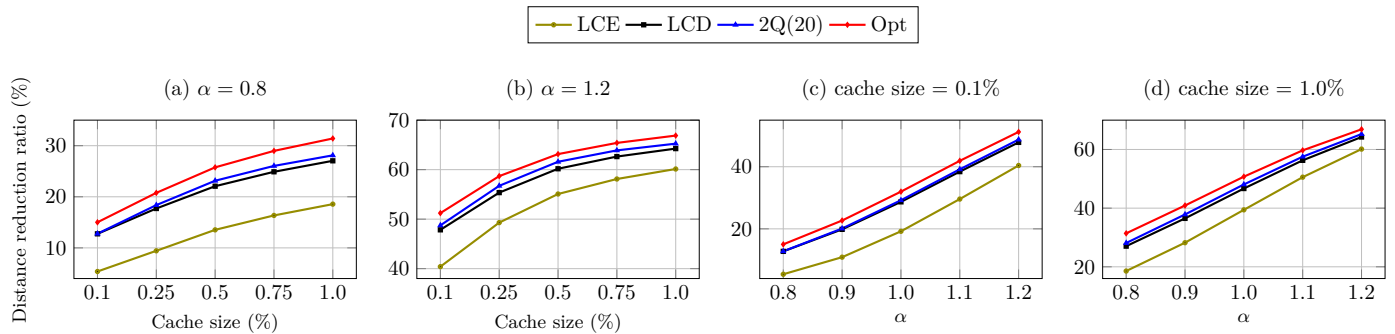 LCE LCD 2Q(20) Opt
Distance reduction ratio (%)
(a) α = 0.8
30
20
10
0.1 0.25 0.5 0.75 1.0
Cache size (%)
(b) α = 1.2
70
60
50
40
0.1 0.25 0.5 0.75 1.0
Cache size (%)
(c) cache size = 0.1%
40
20
0.8 0.9 1.0 1.1 1.2
α
(d) cache size = 1.0%
60
40
20
0.8 0.9 1.0 1.1 1.2
α